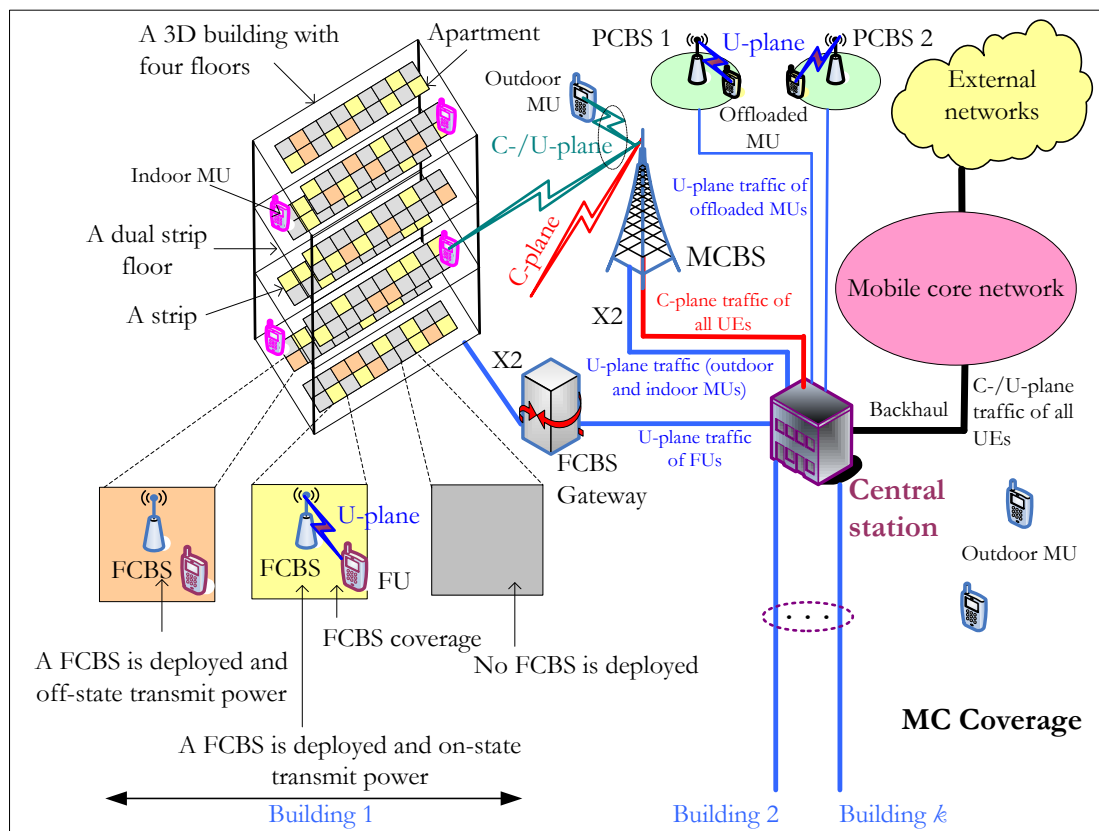 A 3D building with
four floors
Apartment
Outdoor
MU
PCBS 1
U-plane
PCBS 2
External
networks
Offloaded
MU
C-/U-plane
Indoor MU
U-plane traffic of
offloaded MUs
A dual strip
floor
C-plane
MCBS
Mobile core network
A strip
X2
C-plane traffic of
all UEs
X2
U-plane traffic (outdoor
and indoor MUs)
Backhaul
C-/U-plane
traffic of all
UEs
U-plane traffic
of FUs
FCBS
Gateway
Central
station
U-plane
FCBS
FCBS
FU
Outdoor MU
FCBS coverage
. . .
A FCBS is deployed and
off-state transmit power
No FCBS is deployed
MC Coverage
A FCBS is deployed and on-state
transmit power
Building 1
Building 2
Building k